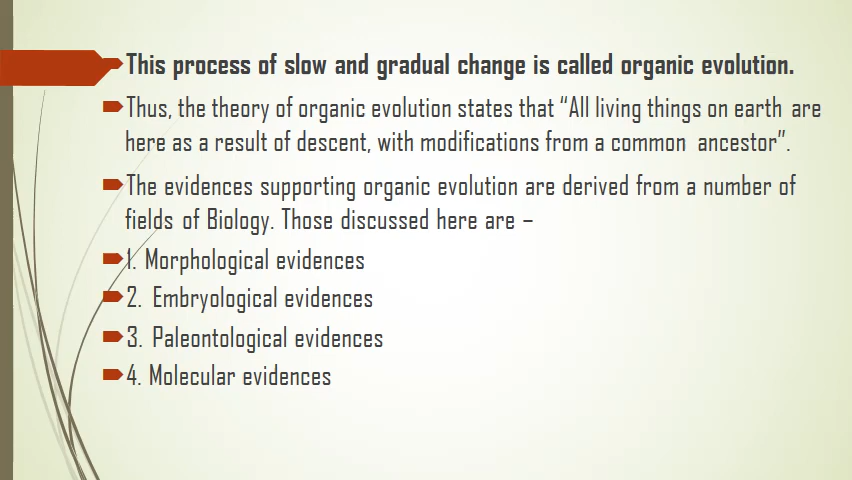 This process of slow and gradual change is called organic evolution.
Thus, the theory of organic evolution states that “All living things on earth are
here as a result of descent, with modifications from a common ancestor”.
The evidences supporting organic evolution are derived from a number of
fields of Biology. Those discussed here are –
1. Morphological evidences
2. Embryological evidences
3. Paleontological evidences
4. Molecular evidences